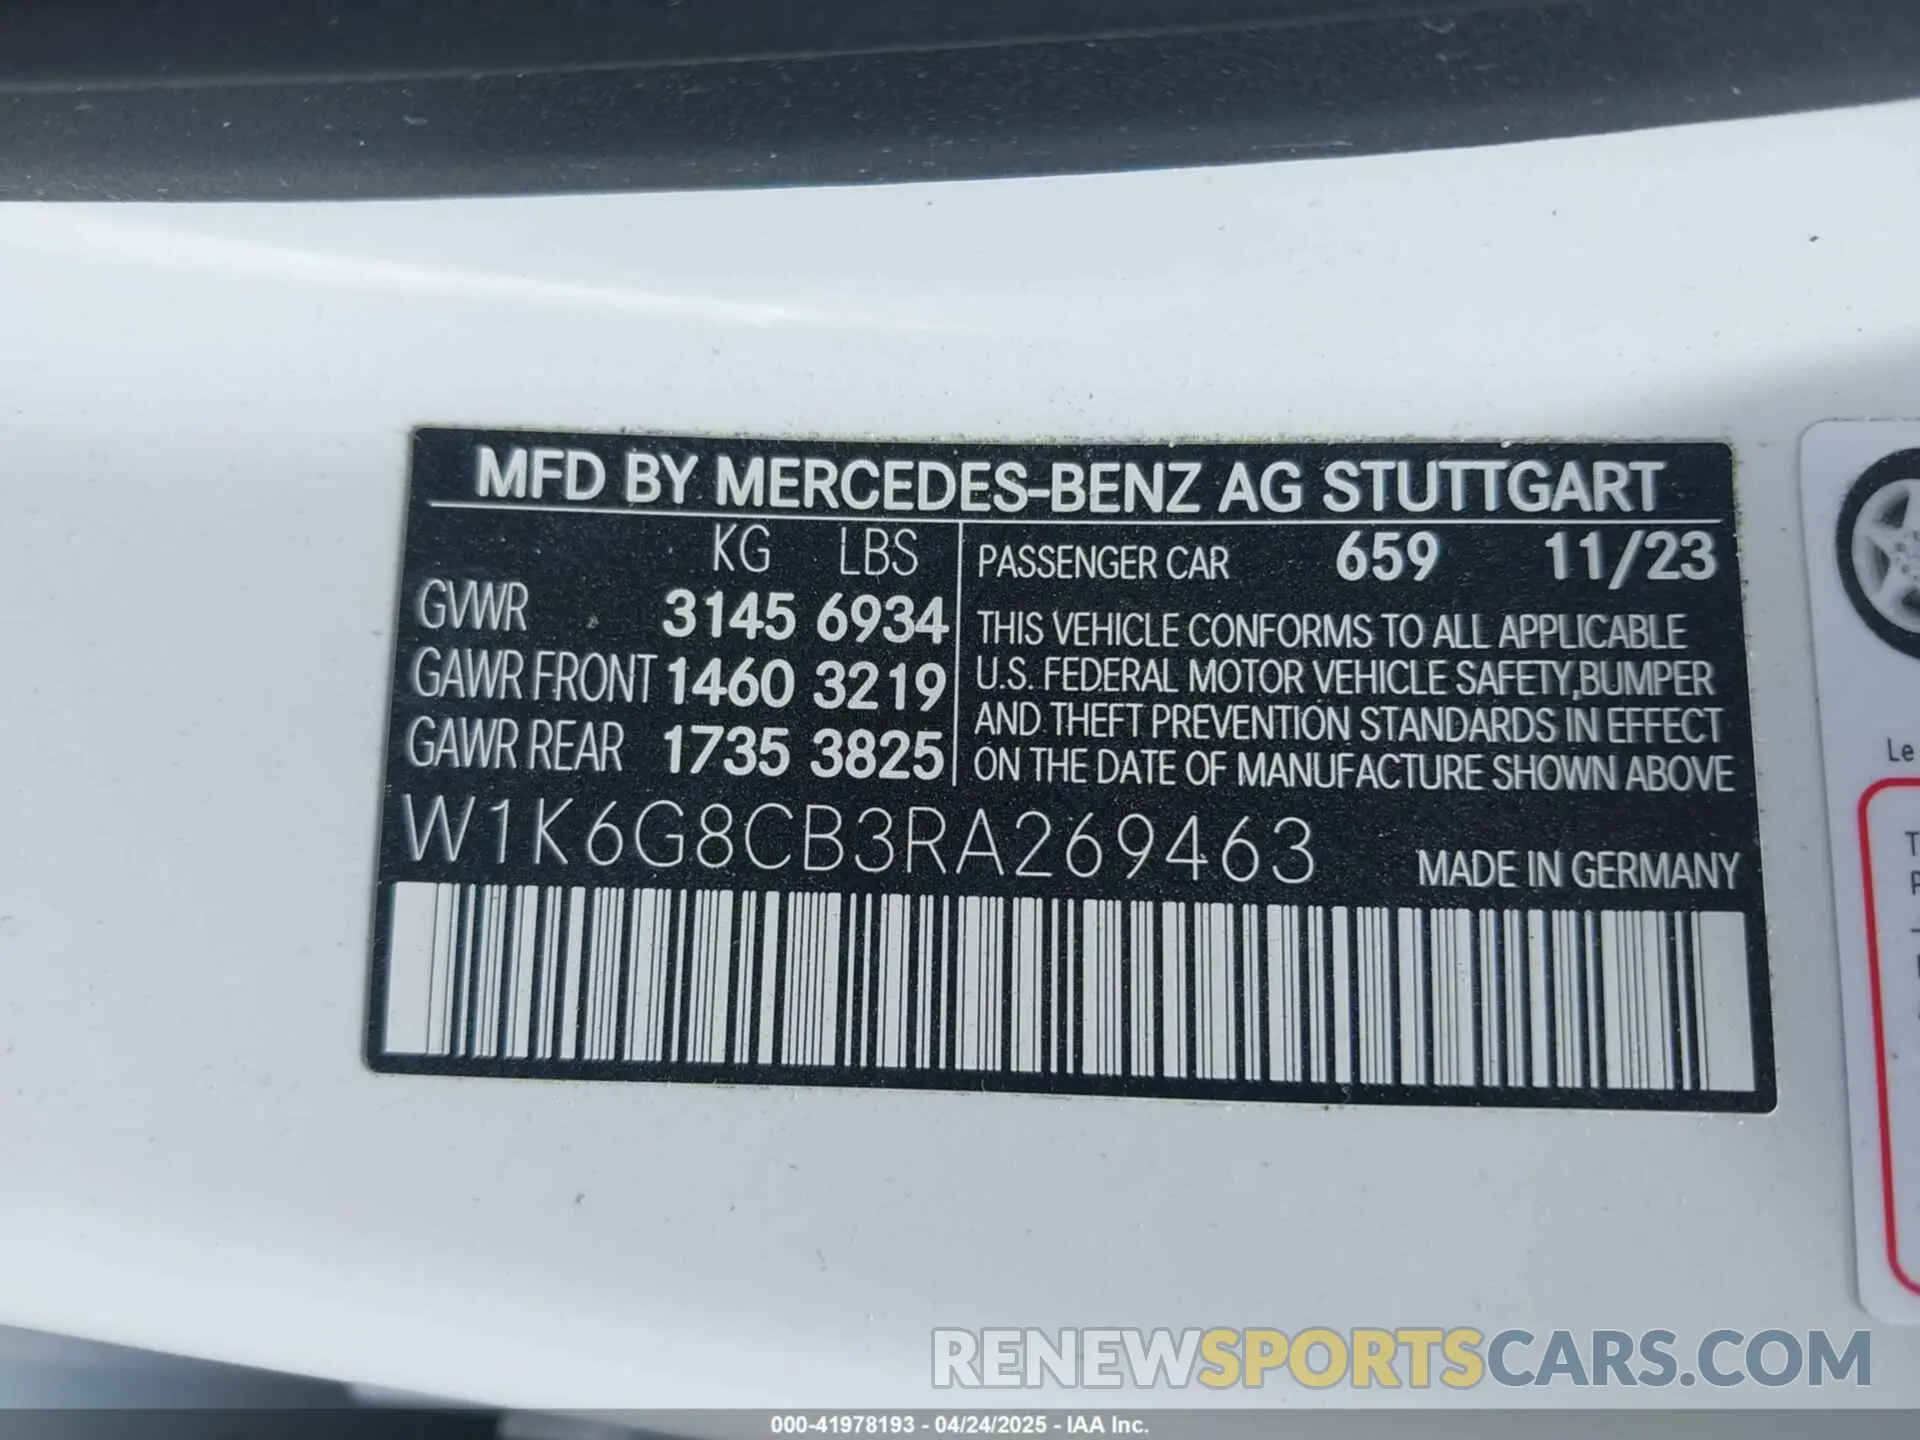 MFD BY MERCEDES-BENZ AG STUTTGART
KG LBS
GVWR 3145 6934
GAWR FRONT 1460 3219
GAWR REAR 1735 3825
PASSENGER CAR 659 11/23
THIS VEHICLE CONFORMS TO ALL APPLICABLE
U.S. FEDERAL MOTOR VEHICLE SAFETY,BUMPER
AND THEFT PREVENTION STANDARDS IN EFFECT
ON THE DATE OF MANUFACTURE SHOWN ABOVE
W1K6G8CB3RA269463
MADE IN GERMANY
Le
RENEWSPORTSCARS.COM
000-41978193 - 04/24/2025 - IAA Inc.